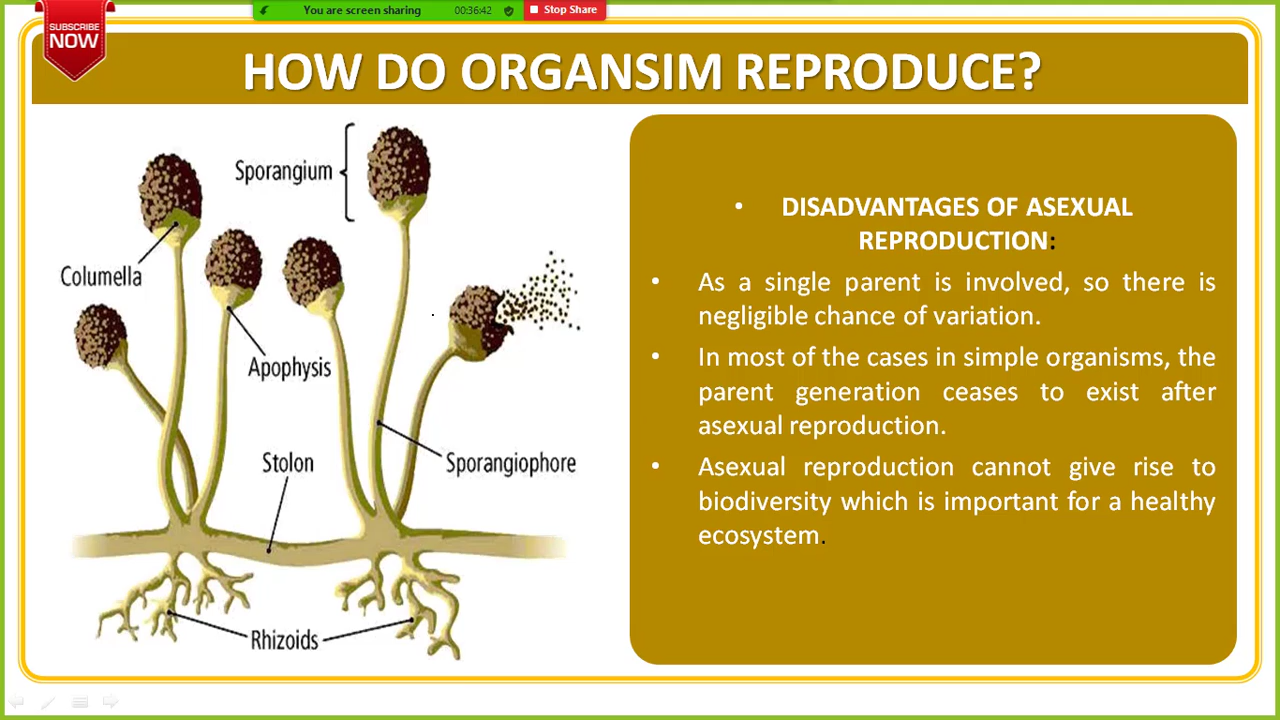 You are screen sharing 00:36:42 Stop Share
SUBSCRIBE
NOW
HOW DO ORGANSIM REPRODUCE?
Sporangium
Columella
Apophysis
Stolon
Sporangiophore
Rhizoids
• DISADVANTAGES OF ASEXUAL
REPRODUCTION:
• As a single parent is involved, so there is
negligible chance of variation.
• In most of the cases in simple organisms, the
parent generation ceases to exist after
asexual reproduction.
• Asexual reproduction cannot give rise to
biodiversity which is important for a healthy
ecosystem.